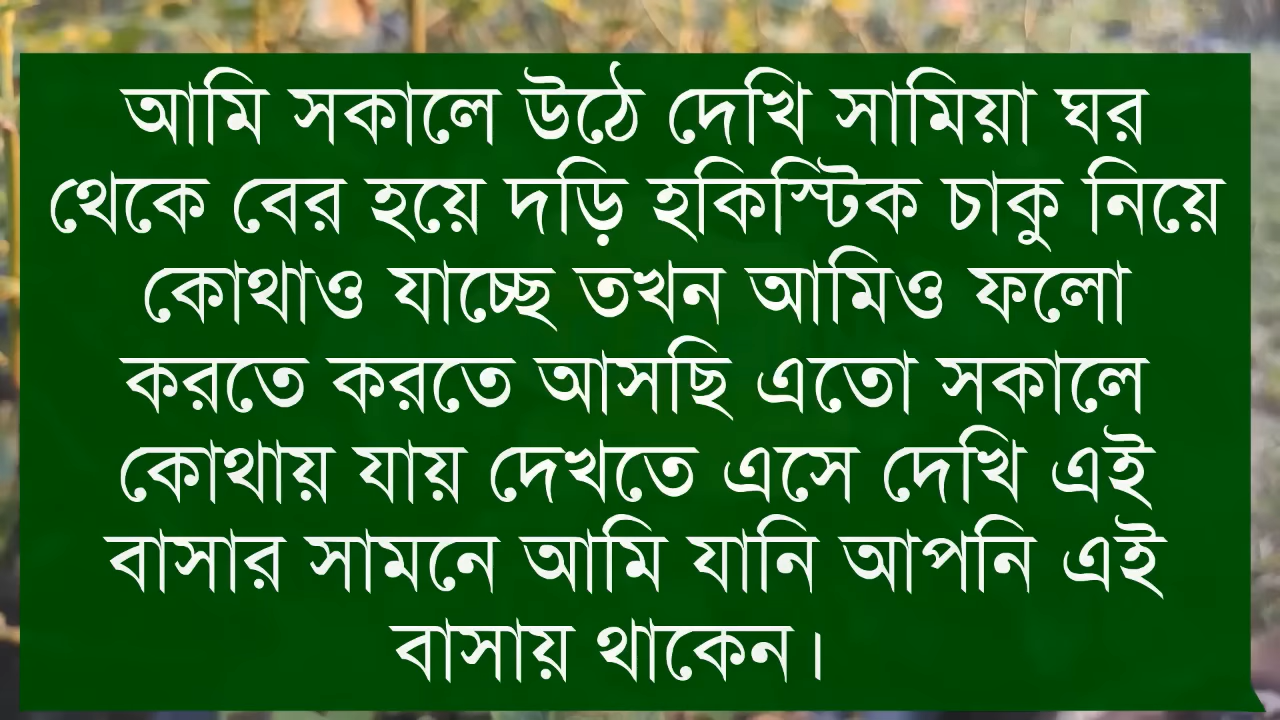 আমি সকালে উঠে দেখি সামিয়া ঘর
থেকে বের হয়ে দড়ি হকিস্টিক চাকু নিয়ে
কোথাও যাচ্ছে তখন আমিও ফলো
করতে করতে আসছি এতো সকালে
কোথায় যায় দেখতে এসে দেখি এই
বাসার সামনে আমি যানি আপনি এই
বাসায় থাকেন।